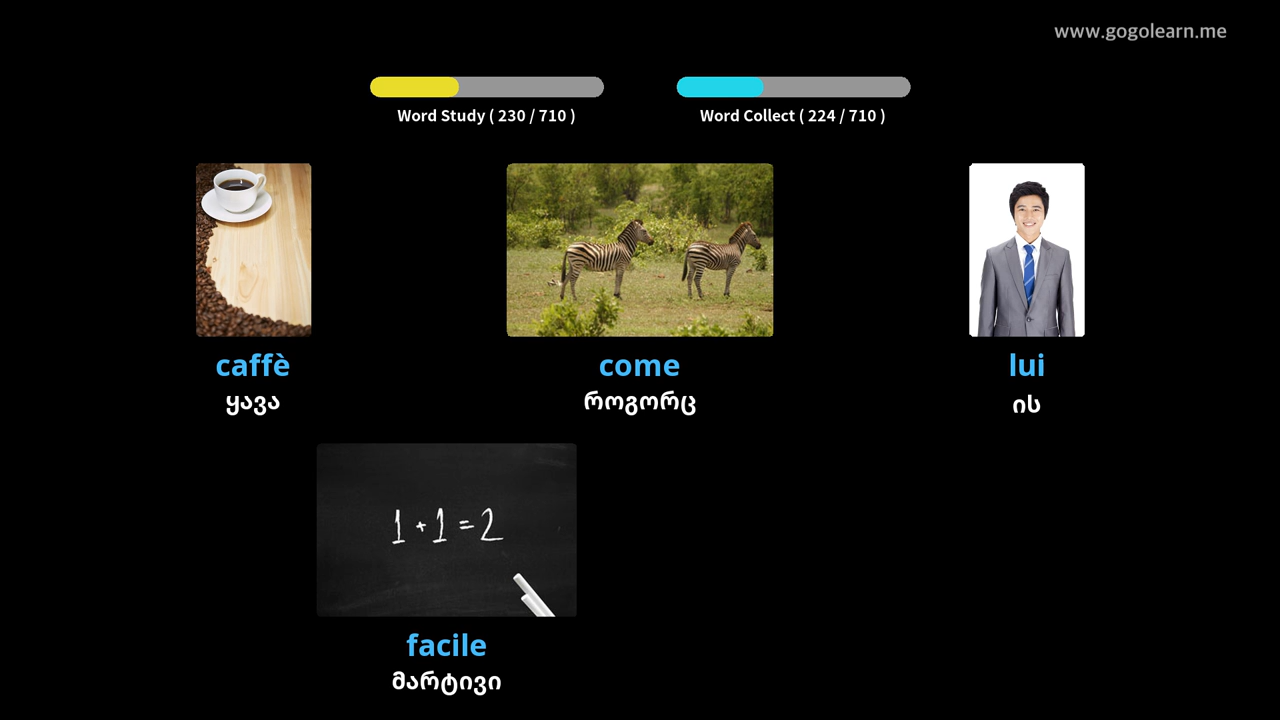 www.gogolearn.me
Word Study ( 230 / 710 )
Word Collect ( 224 / 710 )
caffè
ყავა
come
როგორც
lui
ის
1 + 1 = 2
facile
მარტივი